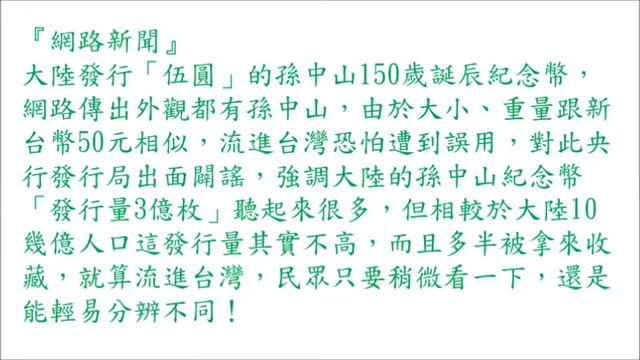 『網路新聞』
大陸發行「伍圓」的孫中山150歲誕辰紀念幣，
網路傳出外觀都有孫中山，由於大小、重量跟新
台幣50元相似，流進台灣恐怕遭到誤用，對此央
行發行局出面闢謠，強調大陸的孫中山紀念幣
「發行量3億枚」聽起來很多，但相較於大陸10
幾億人口這發行量其實不高，而且多半被拿來收
藏，就算流進台灣，民眾只要稍微看一下，還是
能輕易分辨不同！